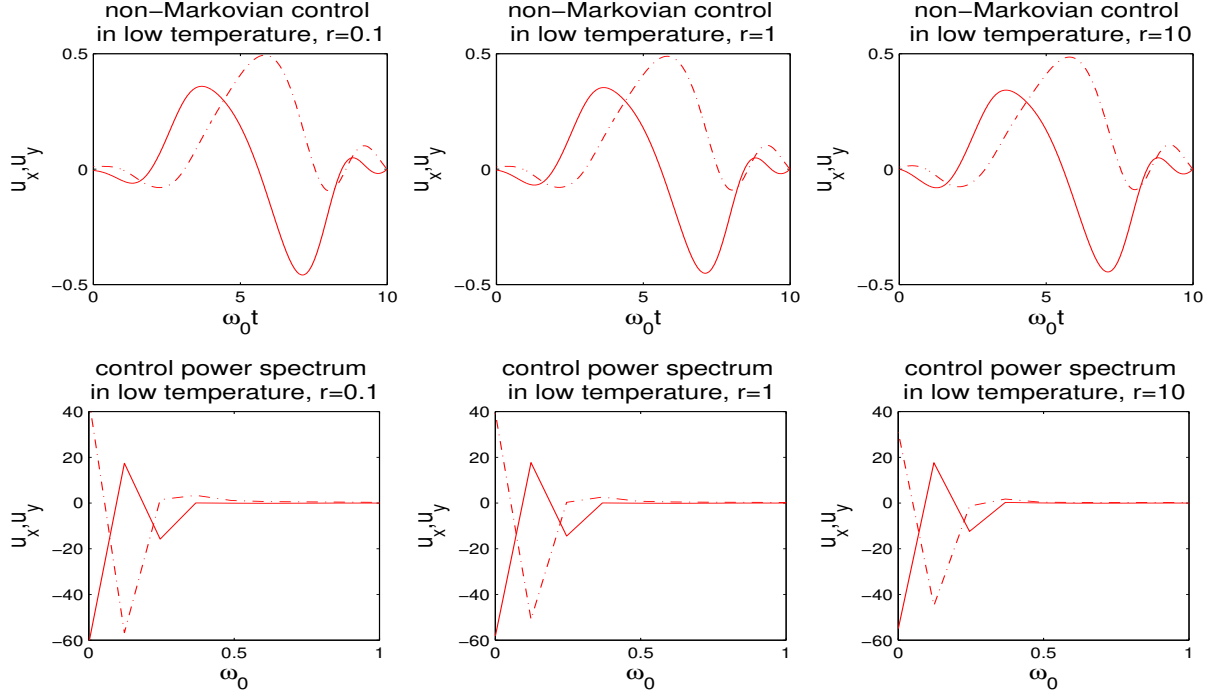 non−Markovian control
in low temperature, r=0.1
0.5
0
−0.5
u_x,u_y
0
5
10
ω_0t
non−Markovian control
in low temperature, r=1
0.5
0
−0.5
u_x,u_y
0
5
10
ω_0t
non−Markovian control
in low temperature, r=10
0.5
0
−0.5
u_x,u_y
0
5
10
ω_0t
control power spectrum
in low temperature, r=0.1
40
20
0
−20
−40
−60
u_x,u_y
0
0.5
1
ω_0
control power spectrum
in low temperature, r=1
40
20
0
−20
−40
−60
u_x,u_y
0
0.5
1
ω_0
control power spectrum
in low temperature, r=10
40
20
0
−20
−40
−60
u_x,u_y
0
0.5
1
ω_0